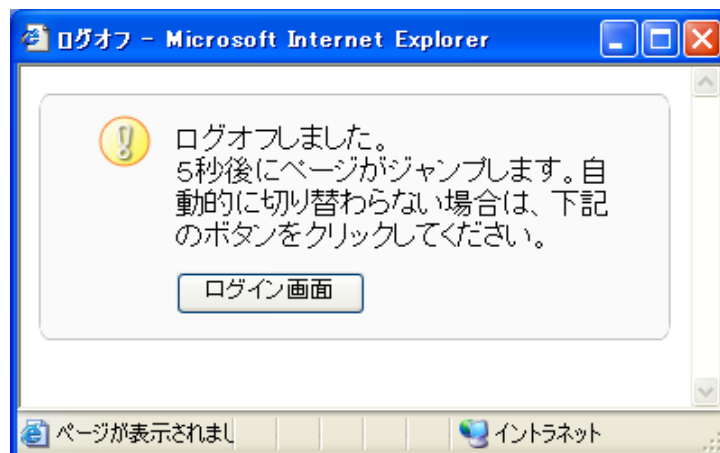 ログオフ - Microsoft Internet Explorer
ログオフしました。
5秒後にページがジャンプします。自
動的に切り替わらない場合は、下記
のボタンをクリックしてください。
ログイン画面
ページが表示されまし
イントラネット